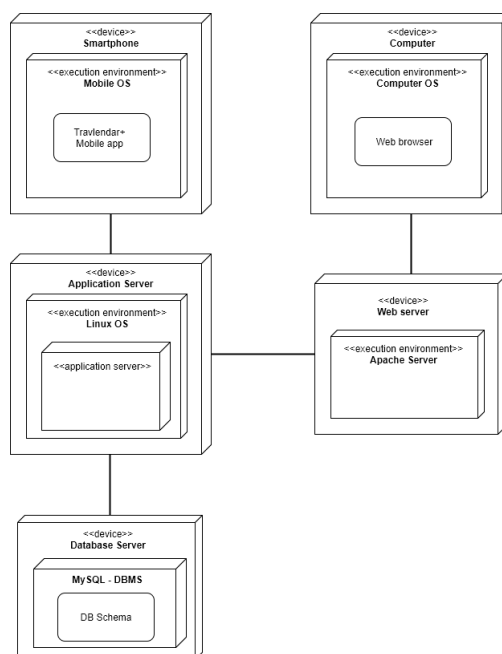 <<device>>
Smartphone
<<execution environment>>
Mobile OS
Travlendar+
Mobile app
<<device>>
Computer
<<execution environment>>
Computer OS
Web browser
<<device>>
Application Server
<<execution environment>>
Linux OS
<<application server>>
<<device>>
Web server
<<execution environment>>
Apache Server
<<device>>
Database Server
MySQL - DBMS
DB Schema